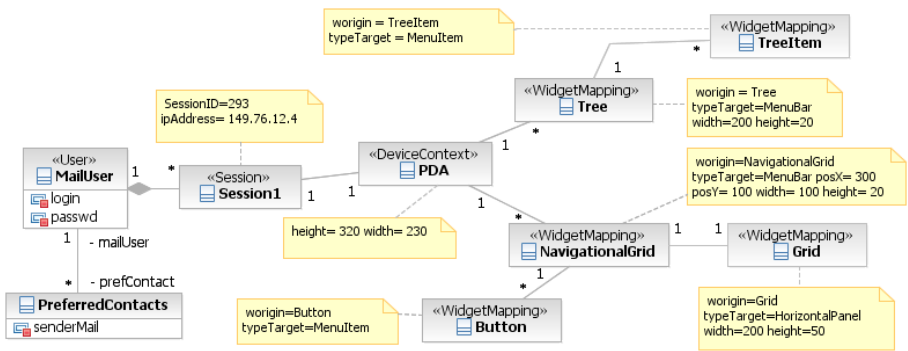 worigin = TreeItem
typeTarget = MenuItem
«WidgetMapping»
TreeItem
*
1
SessionID=293
ipAddress= 149.76.12.4
«WidgetMapping»
Tree
*
1
worigin = Tree
typeTarget=MenuBar
width=200 height=20
«User»
MailUser
login
passwd
1
*
«Session»
Session1
1
1
«DeviceContext»
PDA
1
*
worigin=NavigationalGrid
typeTarget=MenuBar posX= 300
posY= 100 width= 100 height= 20
height= 320 width= 230
«WidgetMapping»
NavigationalGrid
1
1
«WidgetMapping»
Grid
1
- mailUser
* - prefContact
PreferredContacts
senderMail
1
*
worigin=Button
typeTarget=MenuItem
«WidgetMapping»
Button
worigin=Grid
typeTarget=HorizontalPanel
width=200 height=50